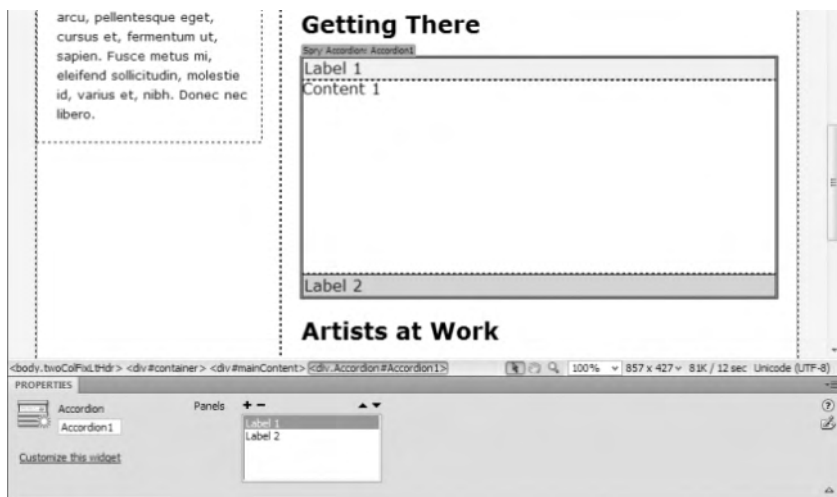 arcu, pellentesque eget,
cursus et, fermentum ut,
sapien. Fusce metus mi,
eleifend sollicitudin, molestie
id, varius et, nibh. Donec nec
libero.
Getting There
Spry Accordion: Accordion1
Label 1
Content 1
Label 2
Artists at Work
<body.twoColFixLtHdr> <div#container> <div#mainContent> <div.Accordion#Accordion1> 100% 857 x 427 81K / 12 sec Unicode (UTF-8)
PROPERTIES
Accordion
Accordion1
Customize this widget
Panels
Label 1
Label 2